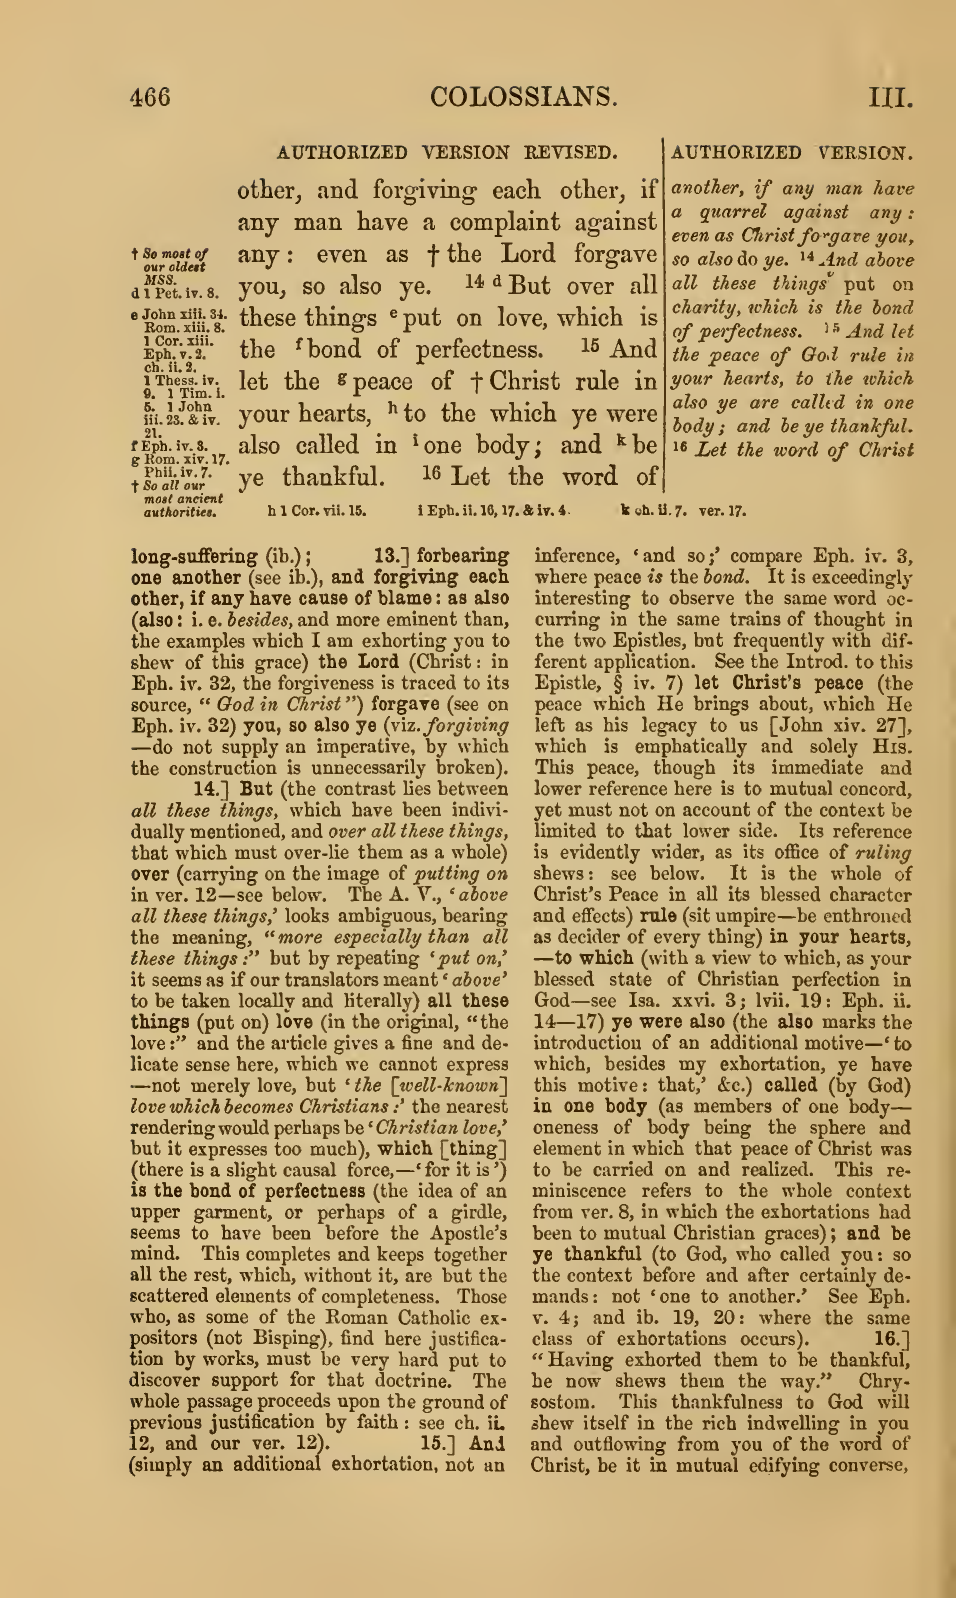 466
COLOSSIANS.
III.
AUTHORIZED VERSION REVISED.
other, and forgiving each other, if
any man have a complaint against
any: even as † the Lord forgave
you, so also ye. 14 d But over all
these things e put on love, which is
the f bond of perfectness. 15 And
let the g peace of † Christ rule in
your hearts, h to the which ye were
also called in i one body; and k be
ye thankful. 16 Let the word of
† So most of
our oldest
MSS.
d 1 Pet. iv. 8.
e John xiii. 34.
Rom. xiii. 8.
1 Cor. xiii.
Eph. v. 2.
ch. ii. 2.
1 Thess. iv.
9. 1 Tim. i.
5. 1 John
iii. 23. & iv.
21.
f Eph. iv. 3.
g Rom. xiv. 17.
Phil. iv. 7.
† So all our
most ancient
authorities.
h 1 Cor. vii. 15.
i Eph. ii. 16, 17. & iv. 4.
k ch. ii. 7. ver. 17.
AUTHORIZED VERSION.
another, if any man have
a quarrel against any:
even as Christ forgave you,
so also do ye. 14 And above
all these things put on
charity, which is the bond
of perfectness. 15 And let
the peace of God rule in
your hearts, to the which
also ye are called in one
body; and be ye thankful.
16 Let the word of Christ
long-suffering (ib.); 13.] forbearing
one another (see ib.), and forgiving each
other, if any have cause of blame: as also
(also: i. e. besides, and more eminent than,
the examples which I am exhorting you to
shew of this grace) the Lord (Christ: in
Eph. iv. 32, the forgiveness is traced to its
source, "God in Christ") forgave (see on
Eph. iv. 32) you, so also ye (viz. forgiving
—do not supply an imperative, by which
the construction is unnecessarily broken).
14.] But (the contrast lies between
all these things, which have been indivi-
dually mentioned, and over all these things,
that which must over-lie them as a whole)
over (carrying on the image of putting on
in ver. 12—see below. The A. V., 'above
all these things,' looks ambiguous, bearing
the meaning, "more especially than all
these things:" but by repeating 'put on,'
it seems as if our translators meant 'above'
to be taken locally and literally) all these
things (put on) love (in the original, "the
love:" and the article gives a fine and de-
licate sense here, which we cannot express
—not merely love, but 'the [well-known]
love which becomes Christians:' the nearest
rendering would perhaps be 'Christian love,'
but it expresses too much), which [thing]
(there is a slight causal force,—'for it is')
is the bond of perfectness (the idea of an
upper garment, or perhaps of a girdle,
seems to have been before the Apostle's
mind. This completes and keeps together
all the rest, which, without it, are but the
scattered elements of completeness. Those
who, as some of the Roman Catholic ex-
positors (not Bisping), find here justifica-
tion by works, must be very hard put to
discover support for that doctrine. The
whole passage proceeds upon the ground of
previous justification by faith: see ch. ii.
12, and our ver. 12). 15.] And
(simply an additional exhortation, not an
inference, 'and so;' compare Eph. iv. 3,
where peace is the bond. It is exceedingly
interesting to observe the same word oc-
curring in the same trains of thought in
the two Epistles, but frequently with dif-
ferent application. See the Introd. to this
Epistle, § iv. 7) let Christ's peace (the
peace which He brings about, which He
left as his legacy to us [John xiv. 27],
which is emphatically and solely His.
This peace, though its immediate and
lower reference here is to mutual concord,
yet must not on account of the context be
limited to that lower side. Its reference
is evidently wider, as its office of ruling
shews: see below. It is the whole of
Christ's Peace in all its blessed character
and effects) rule (sit umpire—be enthroned
as decider of every thing) in your hearts,
—to which (with a view to which, as your
blessed state of Christian perfection in
God—see Isa. xxvi. 3; lvii. 19: Eph. ii.
14—17) ye were also (the also marks the
introduction of an additional motive—'to
which, besides my exhortation, ye have
this motive: that,' &c.) called (by God)
in one body (as members of one body—
oneness of body being the sphere and
element in which that peace of Christ was
to be carried on and realized. This re-
miniscence refers to the whole context
from ver. 8, in which the exhortations had
been to mutual Christian graces); and be
ye thankful (to God, who called you: so
the context before and after certainly de-
mands: not 'one to another.' See Eph.
v. 4; and ib. 19, 20: where the same
class of exhortations occurs). 16.]
"Having exhorted them to be thankful,
he now shews them the way." Chry-
sostom. This thankfulness to God will
shew itself in the rich indwelling in you
and outflowing from you of the word of
Christ, be it in mutual edifying converse,